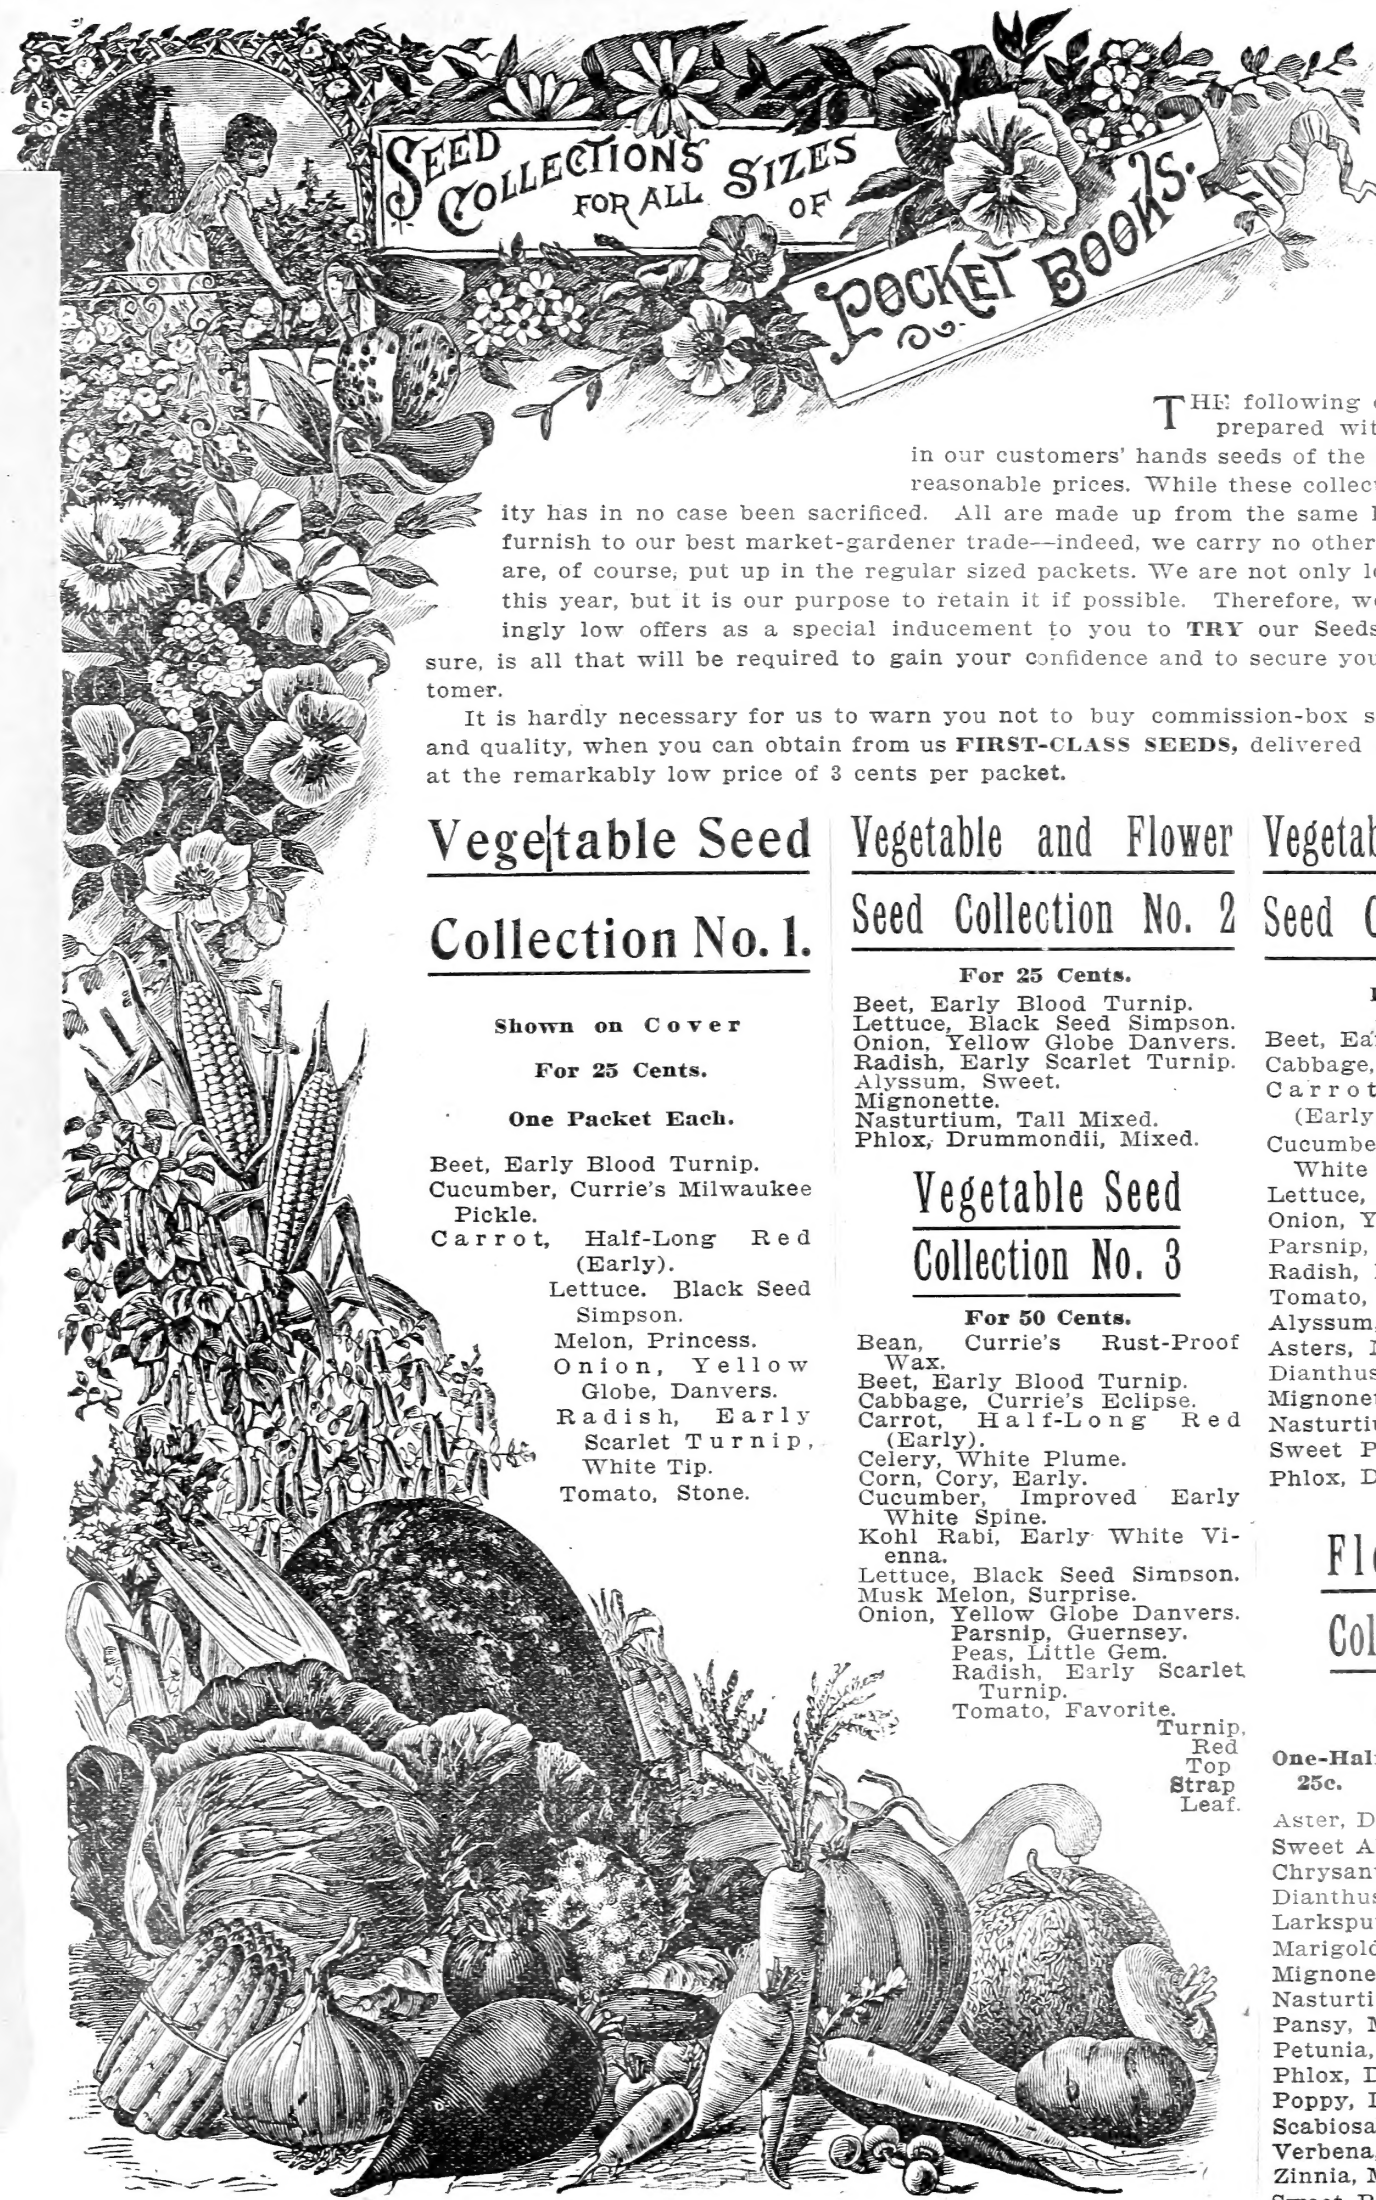 SEED
COLLECTIONS
FOR ALL SIZES
OF
POCKET BOOKS.
THE following
prepared
in our customers' hands seeds of the
reasonable prices. While these
ity has in no case been sacrificed. All are made up from the same
furnish to our best market-gardener trade—indeed, we carry no other
are, of course, put up in the regular sized packets. We are not only
this year, but it is our purpose to retain it if possible. Therefore,
ingly low offers as a special inducement to you to TRY our Seeds
sure, is all that will be required to gain your confidence and to secure
tomer.
It is hardly necessary for us to warn you not to buy commission-box
and quality, when you can obtain from us FIRST-CLASS SEEDS, delivered
at the remarkably low price of 3 cents per packet.
Vegetable Seed
Collection No. 1.
Shown on Cover
For 25 Cents.
One Packet Each.
Beet, Early Blood Turnip.
Cucumber, Currie's Milwaukee
Pickle.
Carrot, Half-Long Red
(Early).
Lettuce. Black Seed
Simpson.
Melon, Princess.
Onion, Yellow
Globe, Danvers.
Radish, Early
Scarlet Turnip,
White Tip.
Tomato, Stone.
Vegetable and Flower
Seed Collection No. 2
For 25 Cents.
Beet, Early Blood Turnip.
Lettuce, Black Seed Simpson.
Onion, Yellow Globe Danvers.
Radish, Early Scarlet Turnip.
Alyssum, Sweet.
Mignonette.
Nasturtium, Tall Mixed.
Phlox, Drummondii, Mixed.
Vegetable Seed
Collection No. 3
For 50 Cents.
Bean, Currie's Rust-Proof
Wax.
Beet, Early Blood Turnip.
Cabbage, Currie's Eclipse.
Carrot, Half-Long Red
(Early).
Celery, White Plume.
Corn, Cory, Early.
Cucumber, Improved Early
White Spine.
Kohl Rabi, Early White Vi-
enna.
Lettuce, Black Seed Simpson.
Musk Melon, Surprise.
Onion, Yellow Globe Danvers.
Parsnip, Guernsey.
Peas, Little Gem.
Radish, Early Scarlet
Turnip.
Tomato, Favorite.
Turnip,
Red
Top
Strap
Leaf.
Seed
Beet,
Cabbage,
Carrot
(Early
White
Lettuce,
Onion,
Parsnip,
Radish,
Tomato,
Alyssum,
Asters,
Dianthus
Sweet
Phlox,
25c.
Aster,
Sweet
Dianthus
Marigold
Pansy,
Petunia,
Phlox,
Poppy,
Scabiosa
Verbena,
Zinnia,